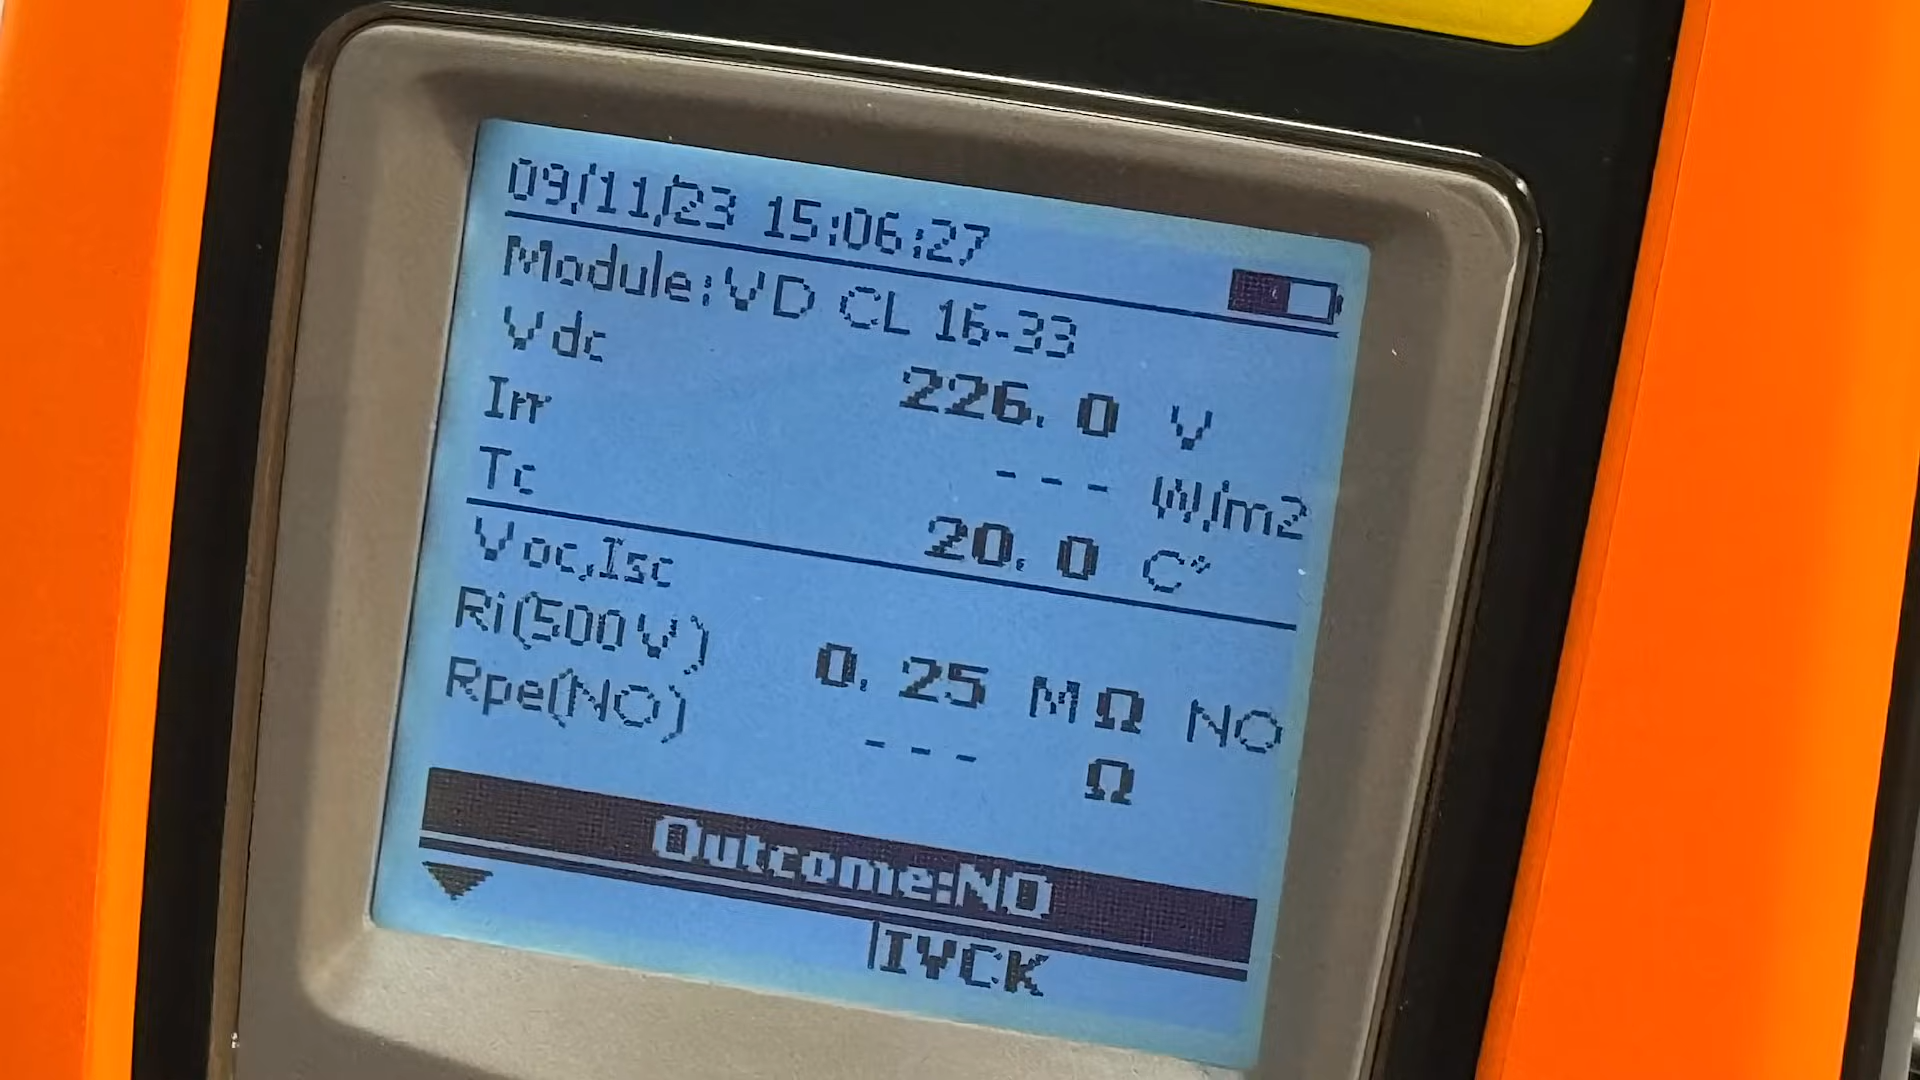 09/11/23 15:06:27
Module:VD CL 16-33
Vdc 226.0 V
Irr --- W/m2
Tc 20.0 C°
Voc,Isc
Ri(500V) 0.25 MΩ NO
Rpe(NO) --- Ω
Outcome:NO
IVCK